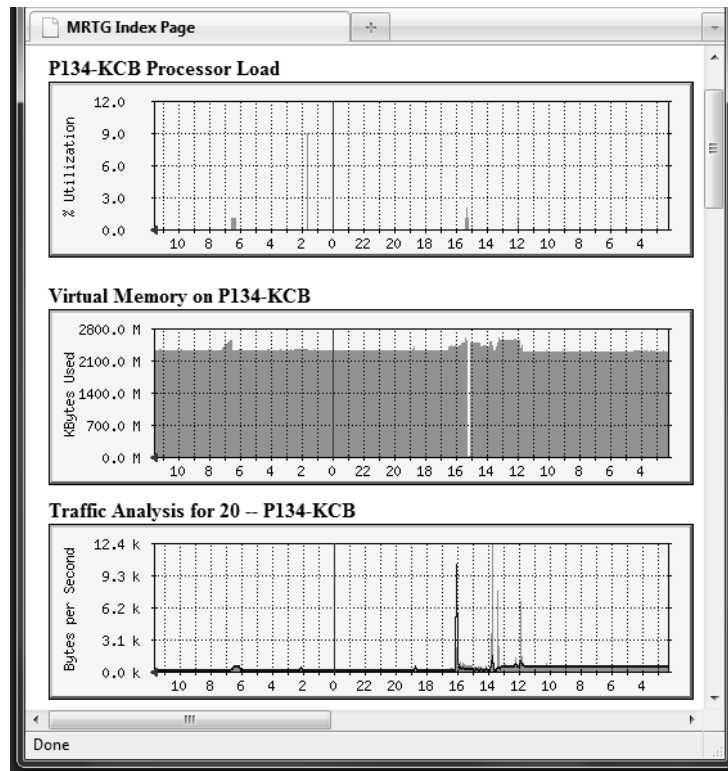 MRTG Index Page
P134-KCB Processor Load
% Utilization
12.0
9.0
6.0
3.0
0.0
10 8 6 4 2 0 22 20 18 16 14 12 10 8 6 4
Virtual Memory on P134-KCB
KBytes Used
2800.0 M
2100.0 M
1400.0 M
700.0 M
0.0 M
10 8 6 4 2 0 22 20 18 16 14 12 10 8 6 4
Traffic Analysis for 20 -- P134-KCB
Bytes per Second
12.4 k
9.3 k
6.2 k
3.1 k
0.0 k
10 8 6 4 2 0 22 20 18 16 14 12 10 8 6 4
Done